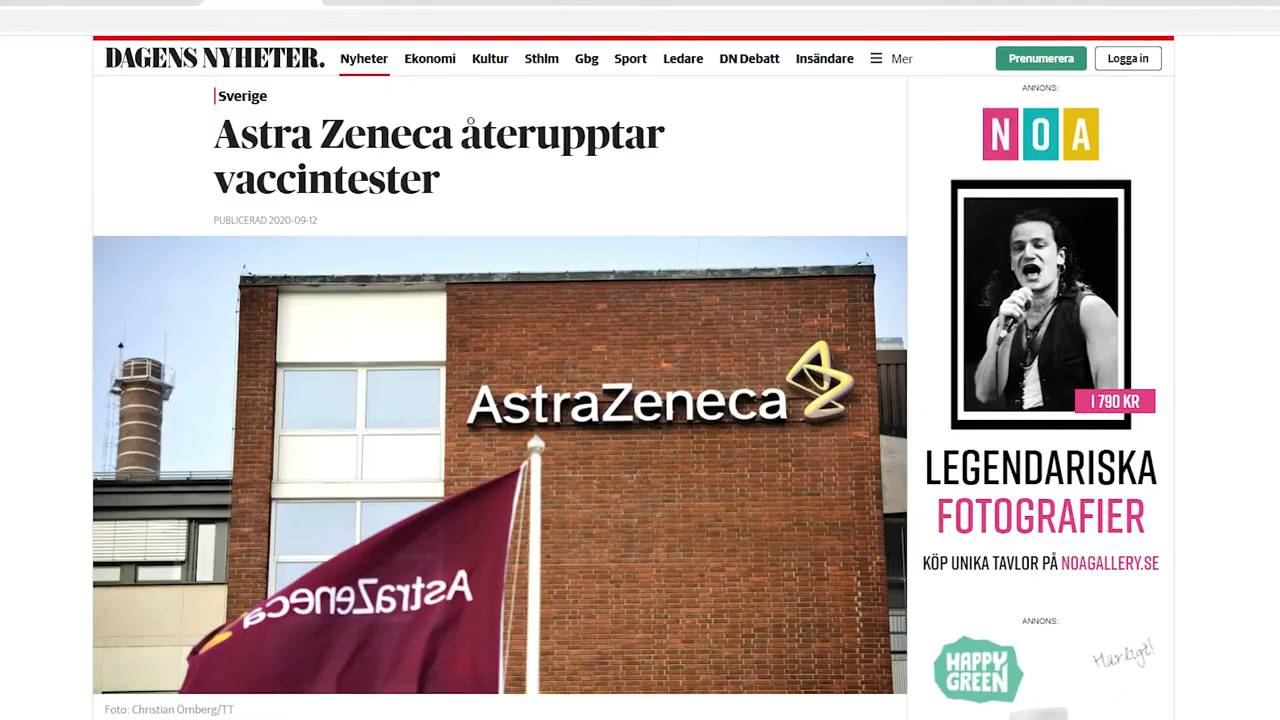 DAGENS NYHETER.
Nyheter Ekonomi Kultur Sthlm Gbg Sport Ledare DN Debatt Insändare Mer
Prenumerera Logga in
Sverige
Astra Zeneca återupptar
vaccintester
PUBLICERAD 2020-09-12
AstraZeneca
AstraZeneca
Foto: Christian Örnberg/TT
ANNONS:
NOA
1 790 KR
LEGENDARISKA
FOTOGRAFIER
KÖP UNIKA TAVLOR PÅ NOAGALLERY.SE
ANNONS:
HAPPY
GREEN
Härligt!